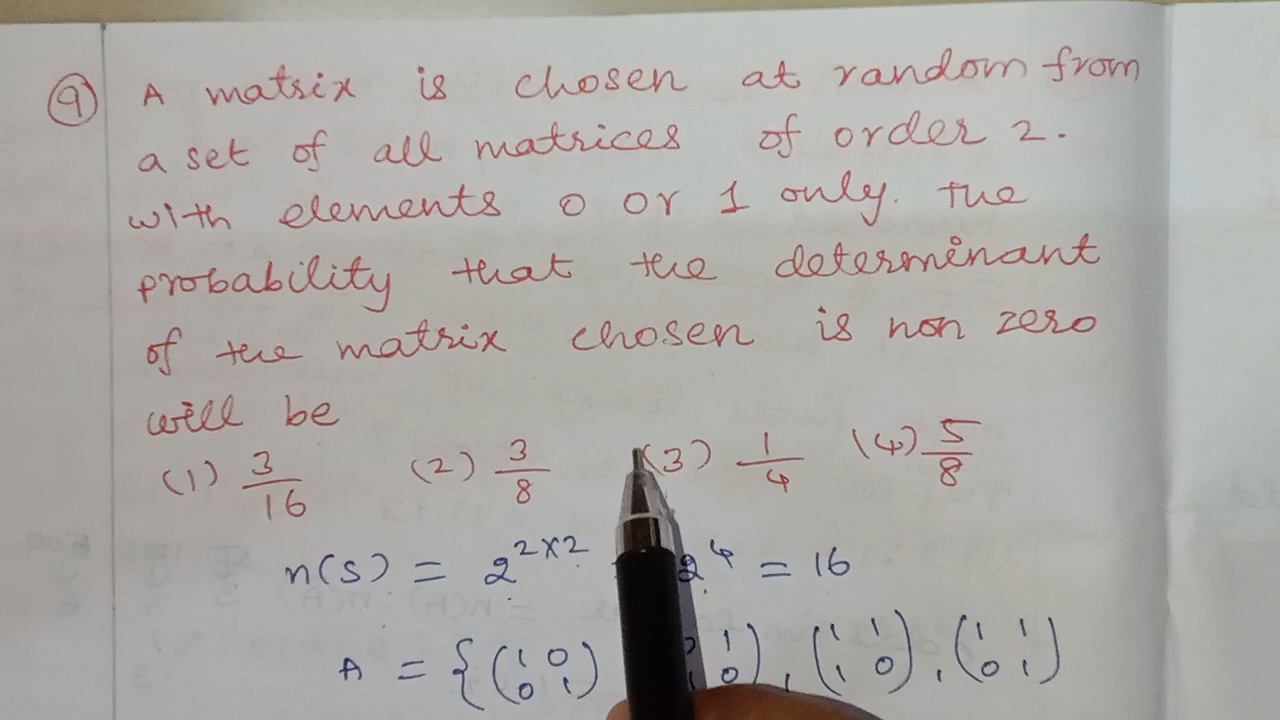 (9) A matrix is chosen at random from
a set of all matrices of order 2.
with elements 0 or 1 only. The
probability that the determinant
of the matrix chosen is non zero
will be
(1) 3/16 (2) 3/8 (3) 1/4 (4) 5/8
n(S) = 2^{2×2} 2^4 = 16
A = {(1 0 0 1) 1 0), (1 1 1 0), (1 1 0 1)